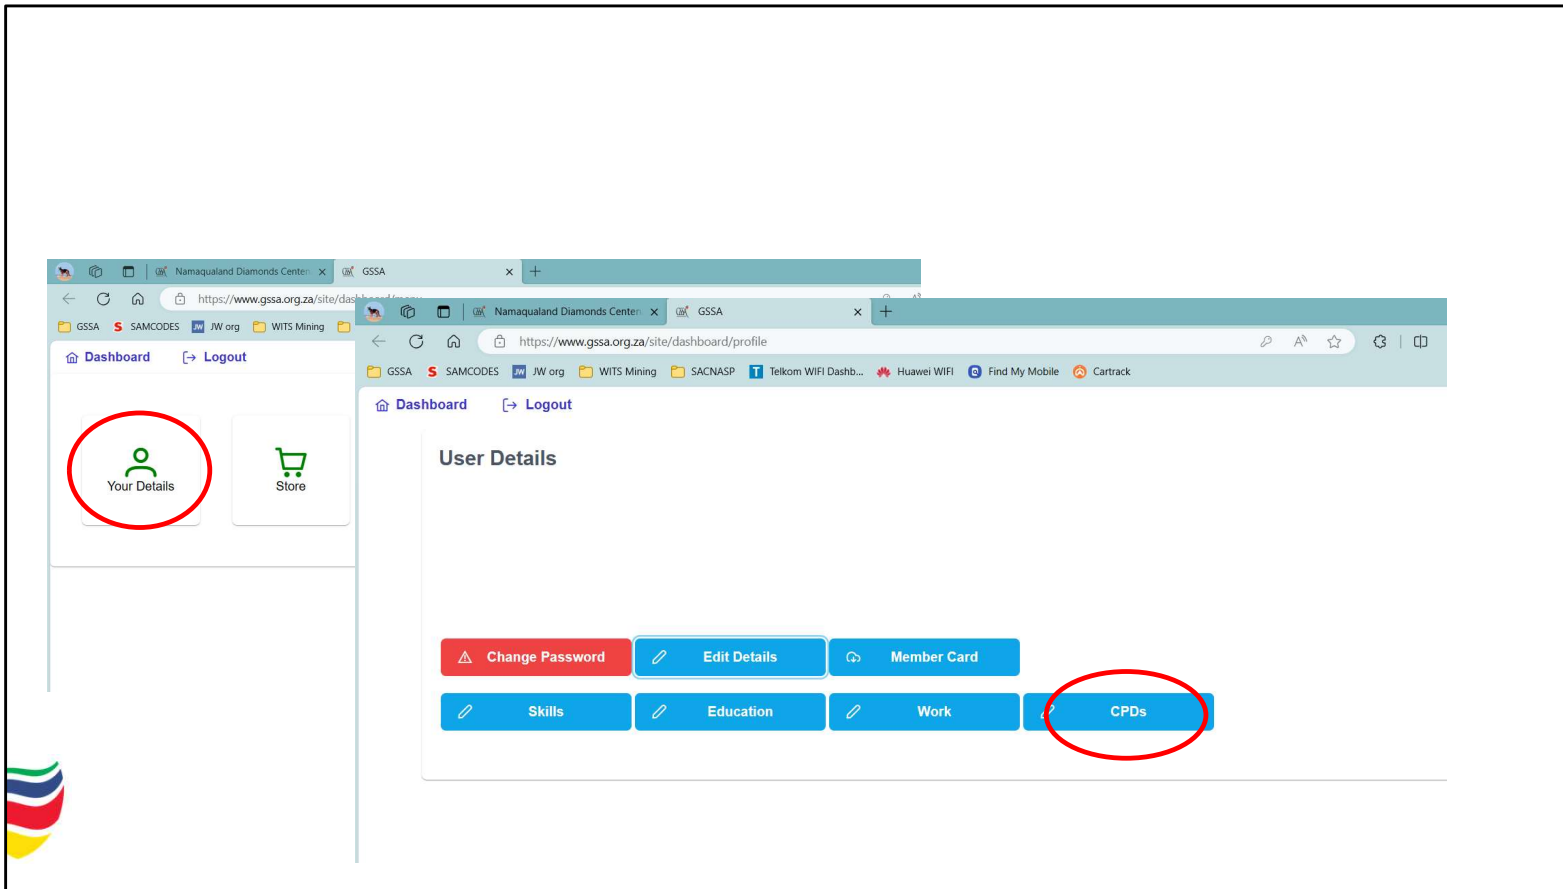 Namaqualand Diamonds Centen
GSSA
https://www.gssa.org.za/site/das
GSSA
SAMCODES
JW org
WITS Mining
Dashboard
Logout
Your Details
Store
Namaqualand Diamonds Centen
GSSA
https://www.gssa.org.za/site/dashboard/profile
GSSA
SAMCODES
JW org
WITS Mining
SACNASP
Telkom WIFI Dashb...
Huawei WIFI
Find My Mobile
Cartrack
Dashboard
Logout
User Details
Change Password
Edit Details
Member Card
Skills
Education
Work
CPDs